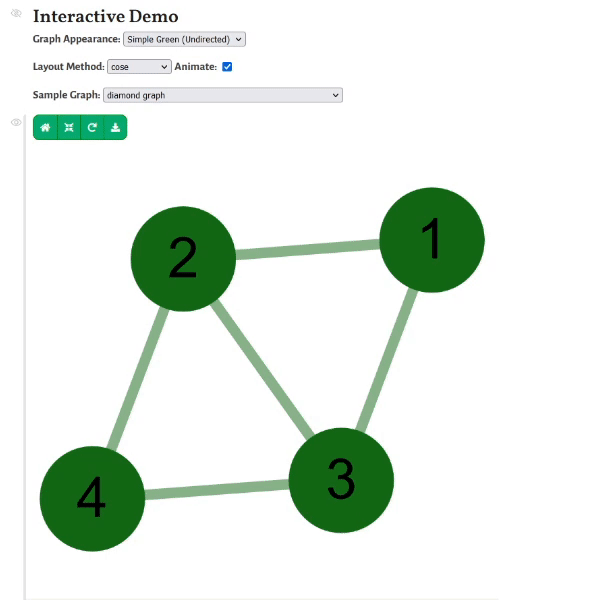 Interactive Demo
Graph Appearance: Simple Green (Undirected)
Layout Method: cose Animate:
Sample Graph: diamond graph
1
2
3
4